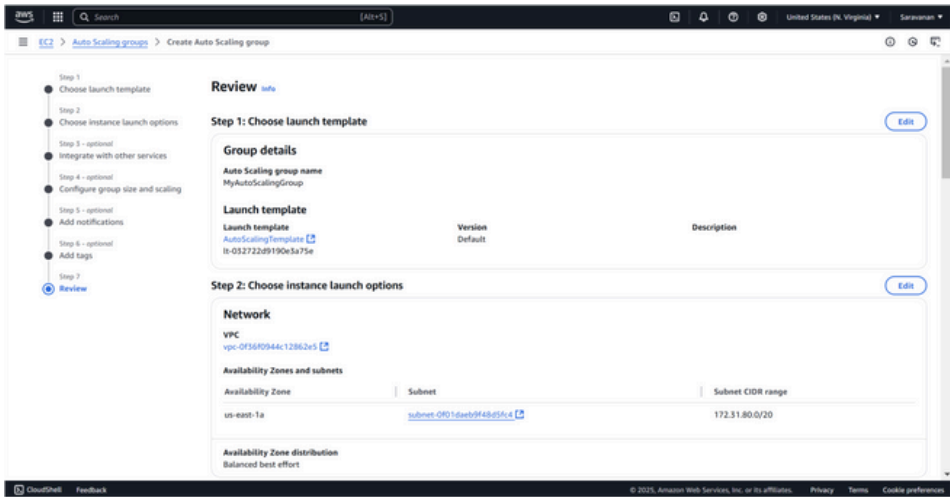 aws
Search [Alt+S] United States (N. Virginia) Saravanan
EC2 > Auto Scaling groups > Create Auto Scaling group
Step 1
Choose launch template
Step 2
Choose instance launch options
Step 3 - optional
Integrate with other services
Step 4 - optional
Configure group size and scaling
Step 5 - optional
Add notifications
Step 6 - optional
Add tags
Step 7
Review
Review Info
Step 1: Choose launch template Edit
Group details
Auto Scaling group name
MyAutoScalingGroup
Launch template
Launch template Version Description
AutoScalingTemplate Default
lt-032722d9190e3a75e
Step 2: Choose instance launch options Edit
Network
VPC
vpc-0f36f0944c12862e5
Availability Zones and subnets
Availability Zone Subnet Subnet CIDR range
us-east-1a subnet-0f01daeb9f48d5fc4 172.31.80.0/20
Availability Zone distribution
Balanced best effort
CloudShell Feedback © 2025, Amazon Web Services, Inc. or its affiliates. Privacy Terms Cookie preferences